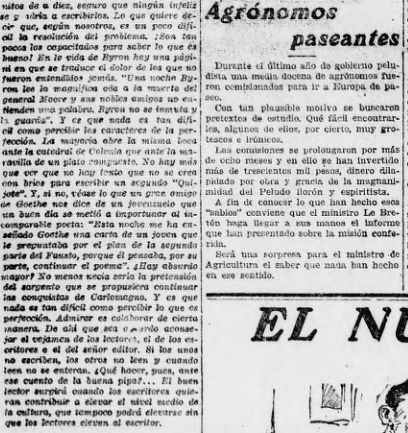 nitos de a diez, seguro que ningún infeliz
se y uiría a escribirlos. Lo que quiere de-
cir que, según nosotros, es un poco difí-
cil la resolución del problema. ¡Son tan
pocos los capacitados para saber lo que es
bueno! En la vida de Byron hay una pági-
na en que se traduce el dolor de los que no
fueron entendidos jamás. "Una noche By-
ron lee la magnífica oda a la muerte del
general Moore y sus nobles amigos no en-
tienden una palabra. Byron no se inmuta y
la guarda". Y es que nada es tan difí-
cil como percibir los caracteres de la per-
fección. La mayoría abre la misma boca
ante la catedral de Colonia que ante la ma-
ravilla de un plato compuesto. No hay más
que ver que hay tonto que no se crea
con bríos para escribir un segundo "Qui-
jote". Y, si no, véase lo que un gran amigo
de Goethe nos dice de un jovenzuelo que
un buen día se metió a importunar al in-
comparable poeta: "Esta noche me ha en-
señado Goethe una carta de un joven que
le preguntaba por el plan de la segunda
parte del Fausto, porque él pensaba, por su
parte, continuar el poema". ¿Hay absurdo
mayor? No menos necia sería la pretensión
del sargento que se propusiera continuar
las conquistas de Carlomagno. Y es que
nada es tan difícil como percibir lo que es
perfección. Admirar es colaborar de cierta
manera. De ahí que sea aconse-
jar el vejamen de los lectores, el de los es-
critores o el del señor editor. Si los unos
no escriben, los otros no leen y cuando
leen no se enteran. ¿Qué hacer, pues, ante
ese cuento de la buena pipa?... El buen
lector surgirá cuando los escritores quie-
ran contribuir a elevar el nivel medio de
la cultura, que tampoco podrá elevarse sin
que los lectores eleven al escritor.
Agrónomos
paseantes
Durante el último año de gobierno pelu-
dista una media docena de agrónomos fue-
ron comisionados para ir a Europa de pa-
seo.
Con tan plausible motivo se buscaron
pretextos de estudio. Qué fácil encontrar-
los, algunos de ellos, por cierto, muy gro-
tescos e irónicos.
Las comisiones se prolongaron por más
de ocho meses y en ello se han invertido
más de trescientos mil pesos, dinero dila-
pidado por obra y gracia de la magnani-
midad del Peludo llorón y espiritista.
A fin de conocer lo que han hecho esos
"sabios" conviene que el ministro Le Bre-
tón haga llegar a sus manos el informe
que han presentado sobre la misión confe-
rida.
Será una sorpresa para el ministro de
Agricultura el saber que nada han hecho
en ese sentido.
EL NU